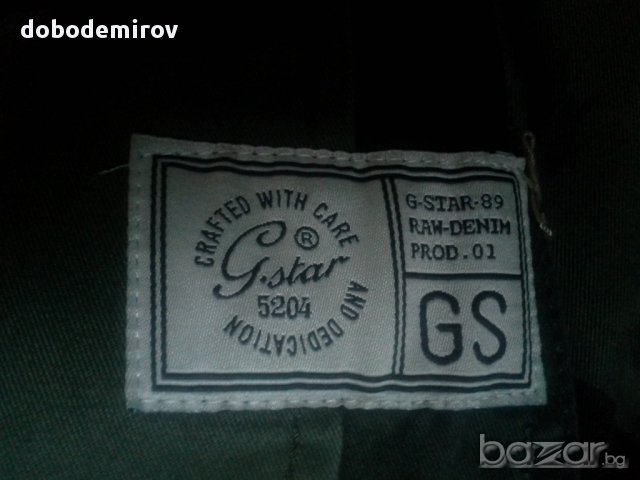 dobodemirov
CRAFTED WITH CARE
AND DEDICATION
G.star ®
5204
G-STAR-89
RAW-DENIM
PROD.01
GS
bazar.bg